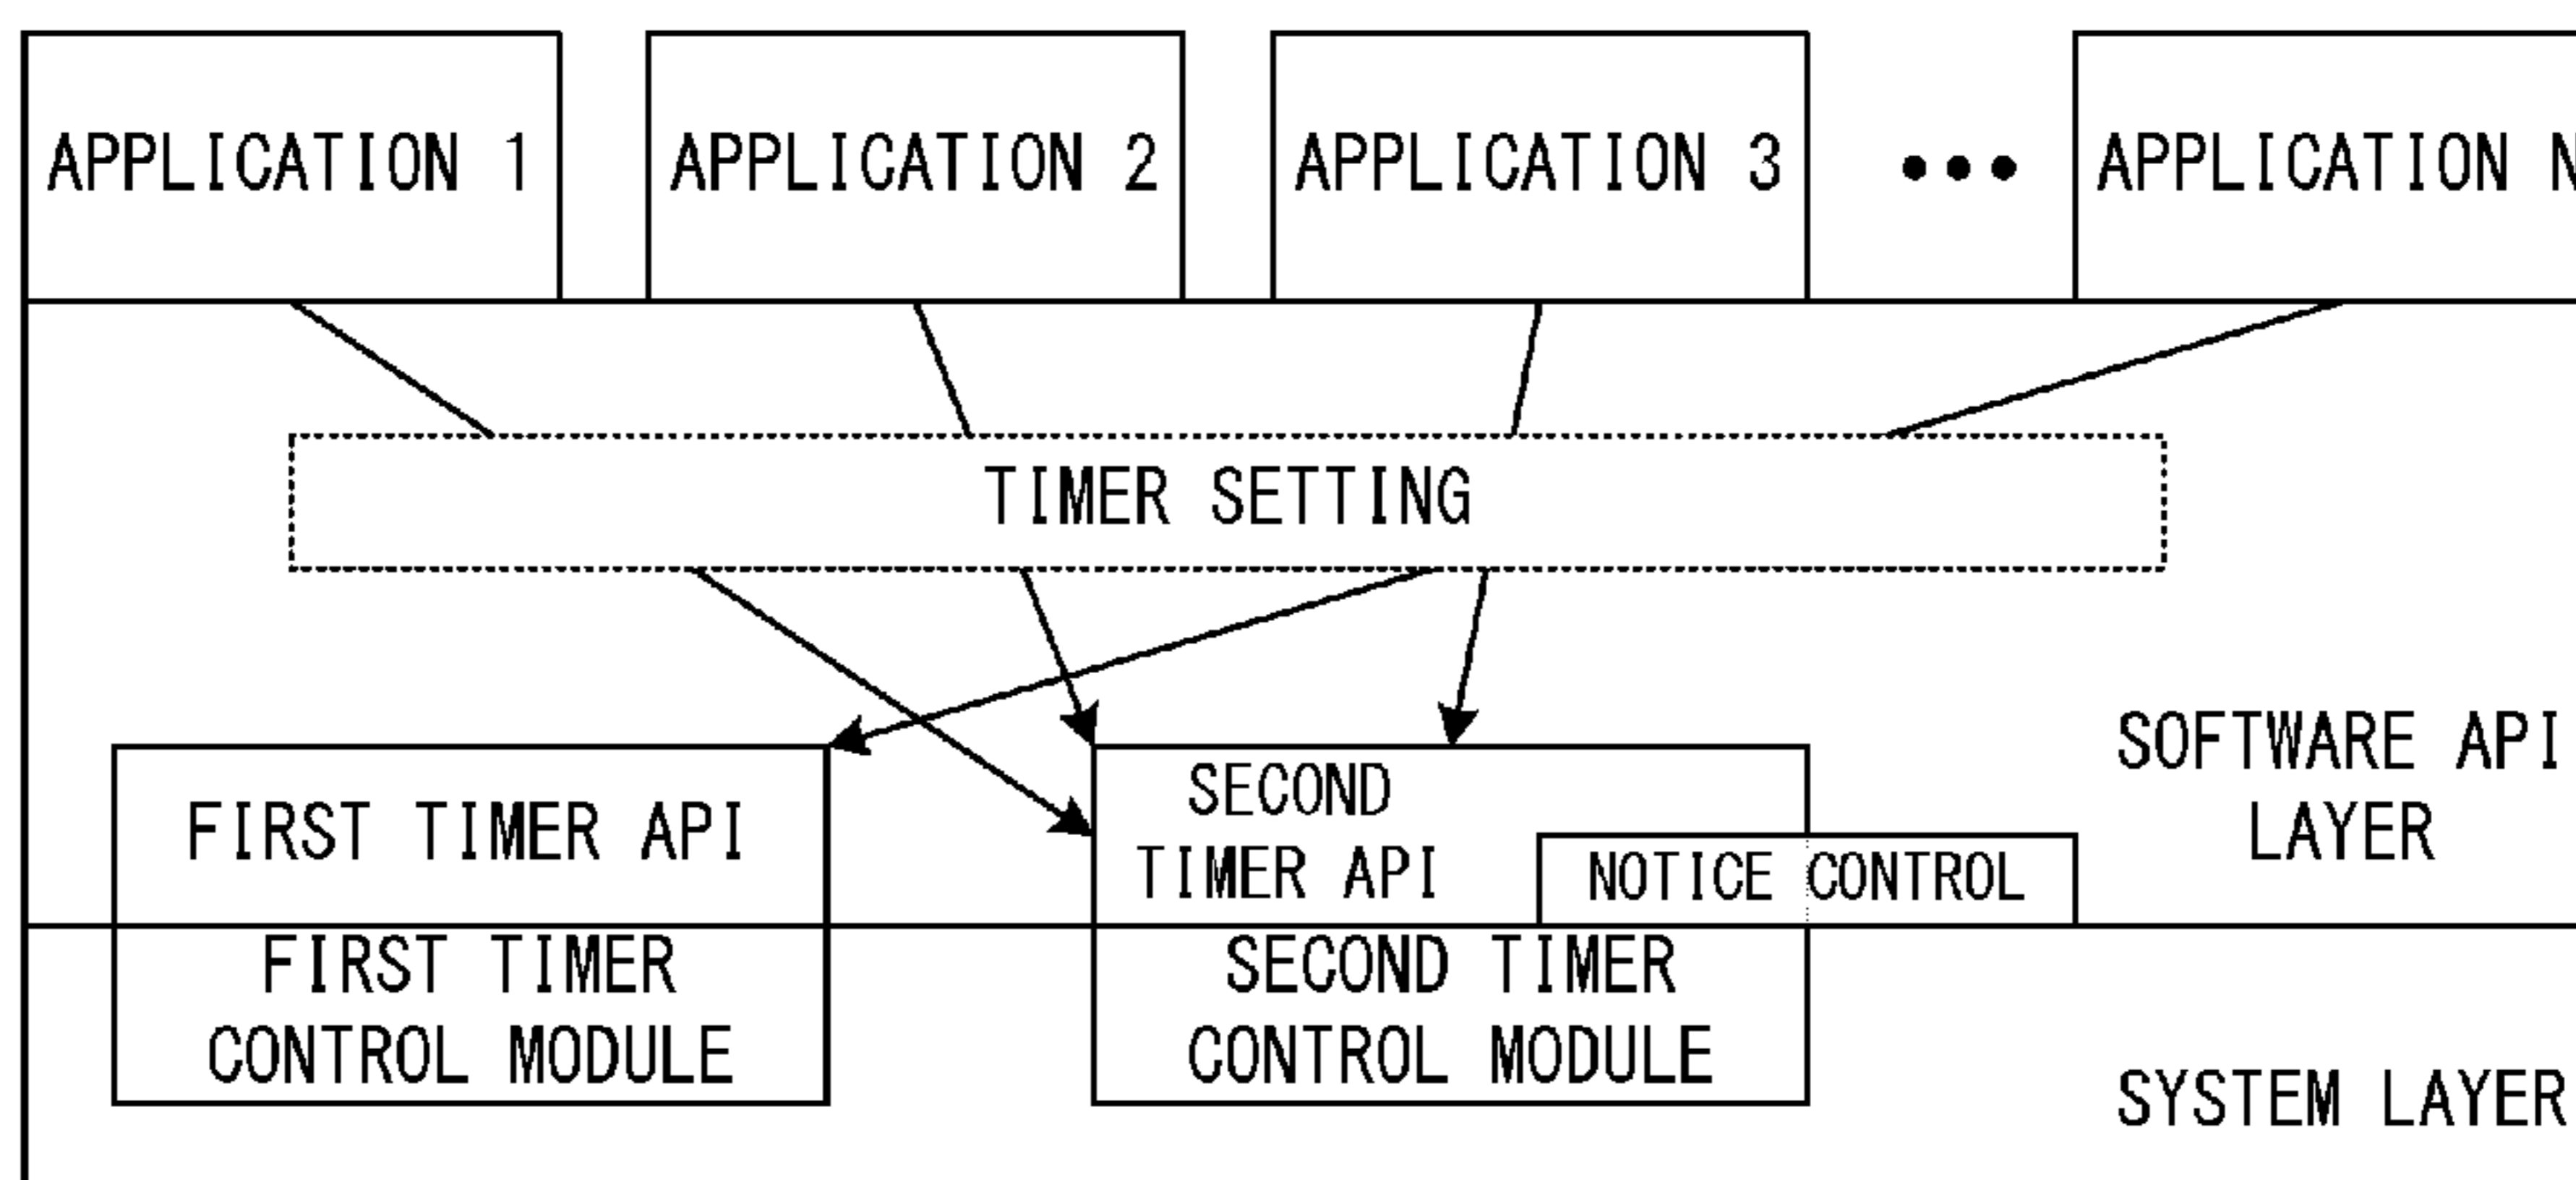 APPLICATION 1
APPLICATION 2
APPLICATION 3
•••
APPLICATION N
TIMER SETTING
SOFTWARE API
LAYER
FIRST TIMER API
SECOND
TIMER API
NOTICE CONTROL
FIRST TIMER
CONTROL MODULE
SECOND TIMER
CONTROL MODULE
SYSTEM LAYER